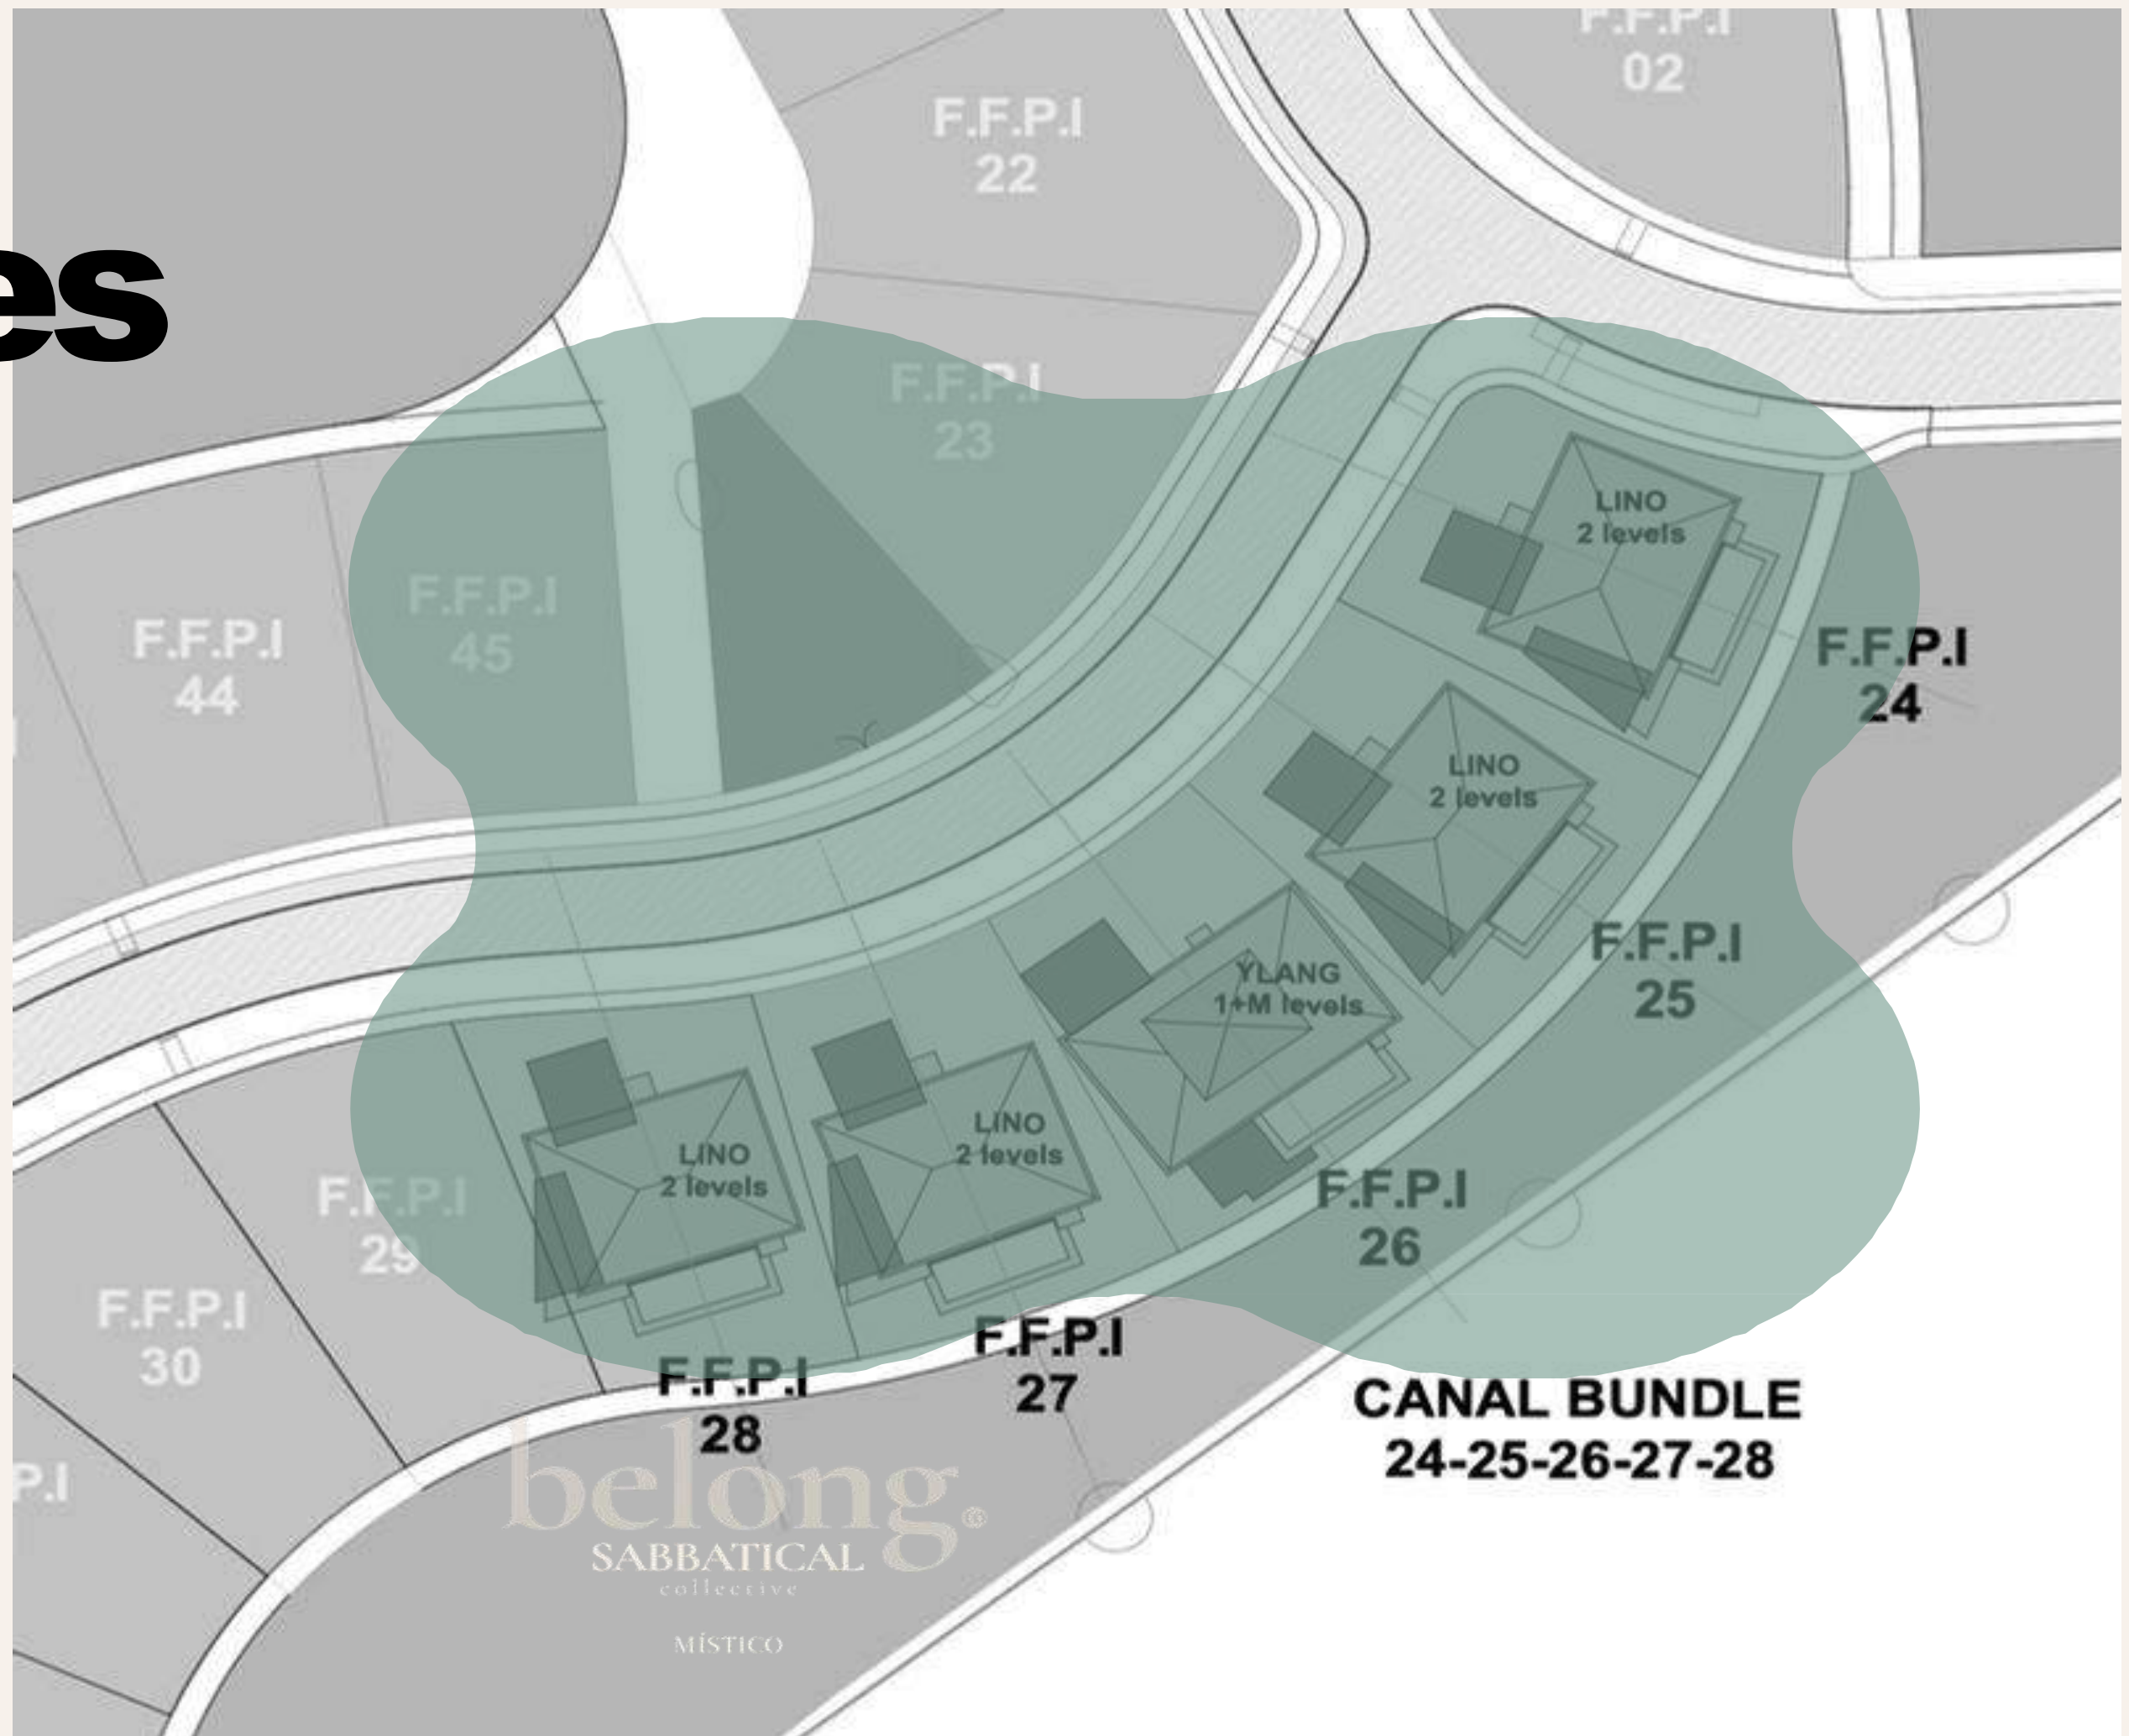 F.F.P.I
02
F.F.P.I
22
es
F.F.P.I
23
LINO
2 levels
F.F.P.I
45
F.F.P.I
44
F.F.P.I
24
LINO
2 levels
F.F.P.I
25
YLANG
1+M levels
LINO
2 levels
LINO
2 levels
F.F.P.I
26
F.F.P.I
29
F.F.P.I
30
F.F.P.I
27
F.F.P.I
28
CANAL BUNDLE
24-25-26-27-28
P.I
belong.©
SABBATICAL
collective
MÍSTICO